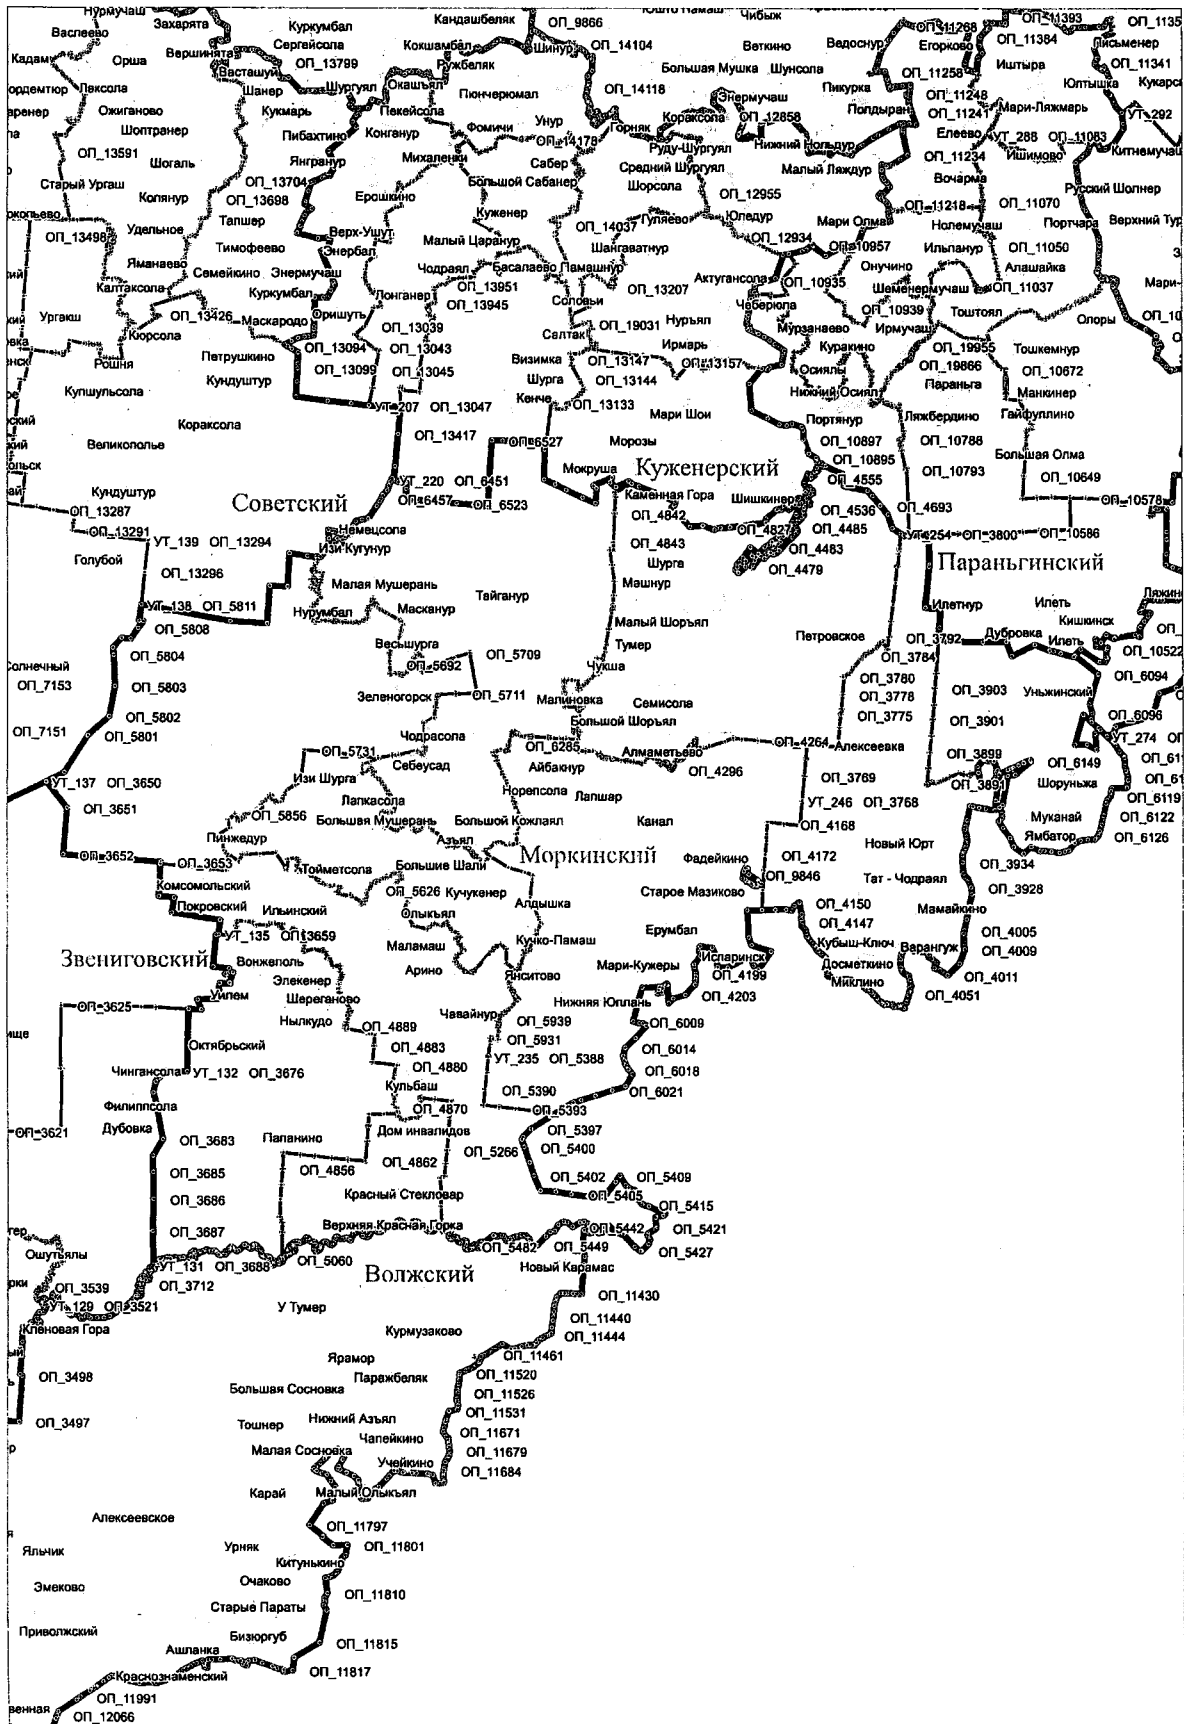 Нурмучаш
Захарята
Куркумбал
Кандашбеляк
ОП_9866
Чибыж
ОП_11268
ОП_11393
Васлеево
Сергейсола
Кокшамбал
Шинур
ОП_14104
Веткино
Ведоснур
Егорково
ОП_11384
Письменер
Кадам
Орша
Вершинята
ОП_13799
Ружбеляк
Большая Мушка
Шунсола
ОП_11258
Иштыра
ОП_11341
Васташуй
Окашъял
Юлтышка
Лексола
Шанер
Шургуял
Пюнчерюмал
ОП_14118
Энермучаш
Пикурка
ОП_11248
Мари-Ляжмарь
Ожиганово
Кукмарь
Пекейсола
Кораксола
Полдыран
ОП_11241
УТ_292
Шоптранер
Пибахтино
Конганур
Фомичи
Унур
Горняк
ОП_12858
Елеево
УТ_288
ОП_11083
ОП_13591
ОП_14178
Руду-Шургуял
Нижний Нольдур
Ишимово
Китнемучаш
Шогаль
Янгранур
Михаленки
Сабер
Средний Шургуял
Малый Ляждур
ОП_11234
Старый Ургаш
ОП_13704
Большой Сабанер
Шорсола
Вочарма
Русский Шолнер
Колянур
ОП_13698
Ерошкино
ОП_12955
ОП_11218
ОП_11070
Тапшер
Куженер
Гуляево
Юледур
Мари Олма
Нолемучаш
Портчара
Верхний Тур
Удельное
Верх-Ушут
ОП_14037
ОП_12934
ОП_13498
Тимофеево
Энербал
Малый Царанур
Шангаватнур
ОП_10957
Ильпанур
ОП_11050
Яманаево
Семейкино
Энермучаш
Чодраял
Басалаево
Памашнур
Актугансола
Онучино
Алашайка
Калтаксола
Куркумбал
Лонганер
ОП_13951
ОП_13207
ОП_10935
Шеменермучаш
ОП_11037
ОП_13945
Соловьи
Чеберюла
ОП_10939
Тоштоял
Ургакш
ОП_13426
Маскародо
Оришуть
ОП_13039
ОП_19031
Нуръял
Мурзанаево
Ирмучаш
Олоры
Кюрсола
Салтак
Ирмарь
Куракино
Петрушкино
ОП_13094
ОП_13043
Визимка
ОП_13147
ОП_13157
Осиялы
ОП_19955
Тошкемнур
Рошня
ОП_13099
ОП_13045
Шурга
ОП_13144
ОП_19866
ОП_10672
Купшульсола
Кундуштур
Кенче
Нижний Осиял
Параньга
Манкинер
УТ_207
ОП_13047
ОП_13133
Мари Шои
Портянур
Ляжбердино
Гайфуллино
Кораксола
ОП_13417
ОП_6527
Морозы
ОП_10897
ОП_10788
Великополье
Мокруша
Куженерский
ОП_10895
Большая Олма
УТ_220
ОП_6451
ОП_4555
ОП_10793
ОП_10649
Кундуштур
Советский
ОП_6457
ОП_6523
Каменная Гора
Шишкинер
ОП_4536
ОП_4693
ОП_10578
ОП_13287
Немецсола
ОП_4842
ОП_4827
ОП_4485
ОП_13291
УТ_139
ОП_13294
Изи Кугунур
ОП_4843
ОП_4483
УТ_254
ОП_3800
ОП_10586
Голубой
Шурга
ОП_4479
Параньгинский
ОП_13296
Малая Мушерань
Машнур
УТ_138
ОП_5811
Нурумбал
Масканур
Тайганур
Илетнур
Илеть
ОП_5808
Малый Шоръял
Кишкинск
Весьшурга
Тумер
Петровское
ОП_3792
Дубровка
Илеть
ОП_10522
ОП_5804
ОП_5692
ОП_5709
Чукша
ОП_3784
Солнечный
ОП_3780
ОП_6094
ОП_7153
ОП_5803
Зеленогорск
ОП_5711
Малиновка
Семисола
ОП_3778
ОП_3903
Уньжинский
ОП_5802
Большой Шоръял
ОП_3775
ОП_3901
ОП_6096
ОП_7151
ОП_5801
Чодрасола
ОП_6285
Алмаметьево
ОП_4264
Алексеевка
УТ_274
ОП_5731
Себеусад
Айбакнур
ОП_4296
ОП_3899
ОП_6149
УТ_137
ОП_3650
Изи Шурга
Норепсола
ОП_3769
ОП_3891
Шоруньжа
ОП_3651
Лапкасола
Лапшар
УТ_246
ОП_3768
ОП_6119
ОП_5856
Большая Мушерань
Большой Кожлаял
Канал
ОП_4168
Муканай
ОП_6122
Пинжедур
Азъял
Новый Юрт
Ямбатор
ОП_6126
ОП_3652
ОП_3653
Тойметсола
Большие Шали
Моркинский
Фадейкино
ОП_4172
ОП_3934
Комсомольский
ОП_5626
Кучукенер
ОП_9846
Тат - Чодраял
ОП_3928
Покровский
Ильинский
Олыкъял
Алдышка
Старое Мазиково
ОП_4150
Мамайкино
УТ_135
ОП_3659
Ерумбал
ОП_4147
ОП_4005
Звениговский
Вонжеполь
Маламаш
Кучко-Памаш
Испаринск
Кубыш-Ключ
Верангуж
ОП_4009
Элекенер
Арино
Янситово
Мари-Кужеры
ОП_4199
Досметкино
ОП_4011
Уйлем
Шереганово
ОП_4203
Миклино
ОП_4051
ОП_3625
Нылкудо
Чавайнур
Нижняя Юплань
Октябрьский
ОП_4889
ОП_5939
ОП_6009
ОП_4883
ОП_5931
ОП_6014
Чингансола
УТ_132
ОП_3676
ОП_4880
УТ_235
ОП_5388
ОП_6018
Кульбаш
ОП_5390
ОП_6021
Филиппсола
ОП_4870
ОП_5393
ОП_3621
Дубовка
Дом инвалидов
ОП_5397
ОП_3683
Папанино
ОП_5266
ОП_5400
ОП_3685
ОП_4856
ОП_4862
ОП_5402
ОП_5409
ОП_3686
Красный Стекловар
ОП_5405
ОП_5415
ОП_3687
Верхняя Красная Горка
ОП_5442
ОП_5421
Ошутьялы
УТ_131
ОП_3688
ОП_5060
ОП_5482
ОП_5449
ОП_5427
ОП_3539
ОП_3712
Волжский
Новый Карамас
УТ_129
ОП_3521
У Тумер
ОП_11430
Кленовая Гора
Курмузаково
ОП_11440
ОП_11444
Ярамор
ОП_11461
ОП_3498
Паражбеляк
ОП_11520
Большая Сосновка
ОП_11526
ОП_3497
Тошнер
Нижний Азъял
ОП_11531
Чапейкино
ОП_11671
Малая Сосновка
Учейкино
ОП_11679
ОП_11684
Карай
Малый Олыкъял
Алексеевское
ОП_11797
Яльчик
Урняк
ОП_11801
Китунькино
Эмеково
Очаково
ОП_11810
Старые Параты
Приволжский
Бизюргуб
ОП_11815
Ашланка
ОП_11817
Краснознаменский
ОП_11991
ОП_12066